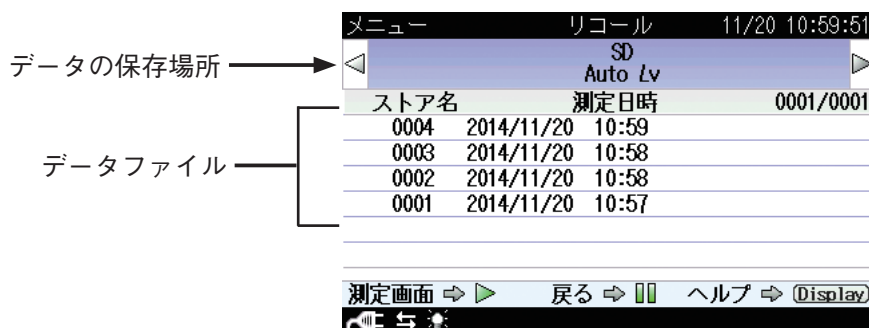 メニュー リコール 11/20 10:59:51
データの保存場所
SD
Auto Lv
ストア名 測定日時 0001/0001
データファイル
0004 2014/11/20 10:59
0003 2014/11/20 10:58
0002 2014/11/20 10:58
0001 2014/11/20 10:57
測定画面 ⇨ ▷ 戻る ⇨ ヘルプ ⇨ Display